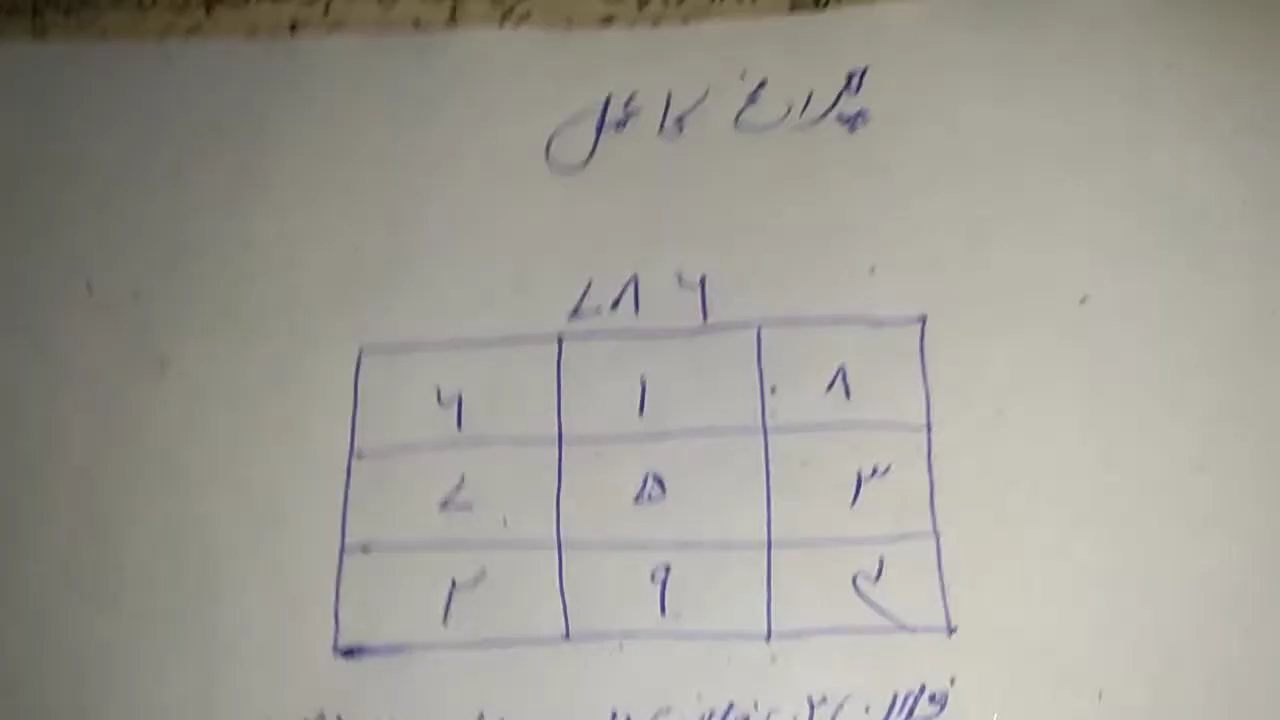 چراغ کا عمل
۷۸۶
۶ ۱ ۸
۷ ۵ ۳
۲ ۹ ۴